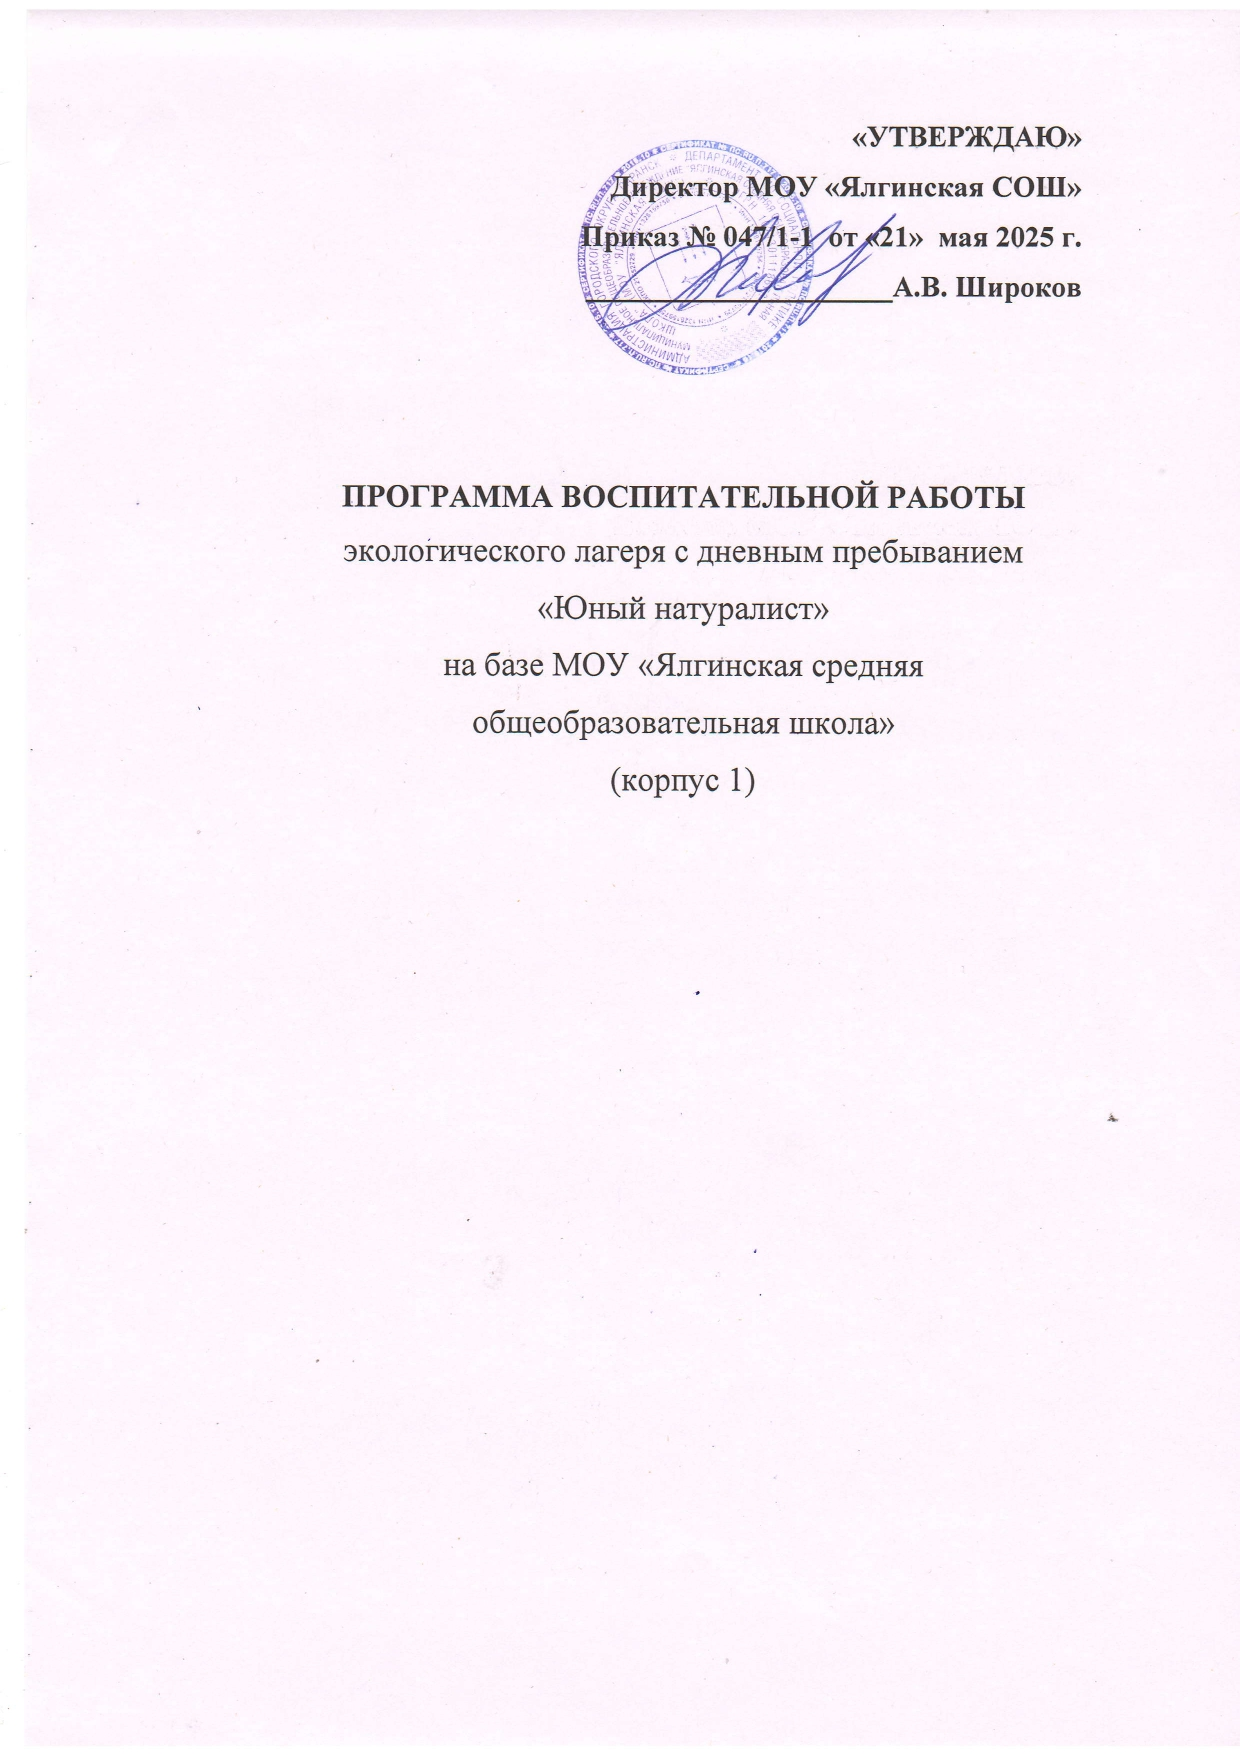 «УТВЕРЖДАЮ»
Директор МОУ «Ялгинская СОШ»
Приказ № 047/1-1 от «21» мая 2025 г.
А.В. Широков
ПРОГРАММА ВОСПИТАТЕЛЬНОЙ РАБОТЫ
экологического лагеря с дневным пребыванием
«Юный натуралист»
на базе МОУ «Ялгинская средняя
общеобразовательная школа»
(корпус 1)